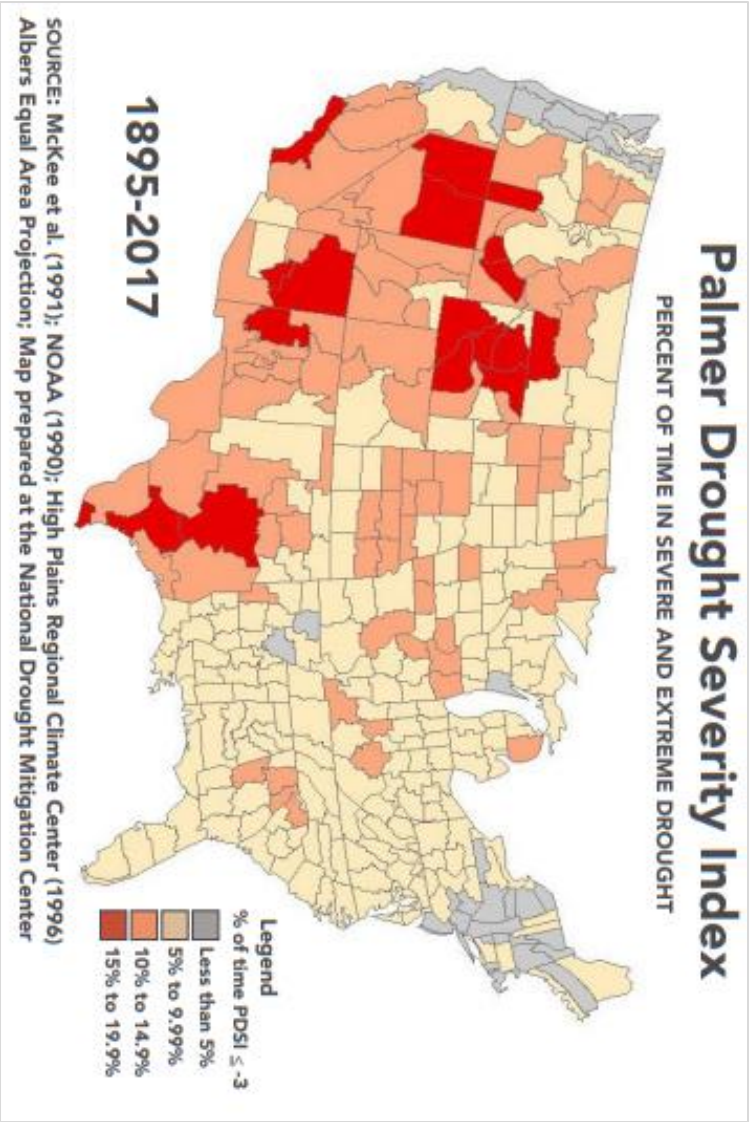 Palmer Drought Severity Index
PERCENT OF TIME IN SEVERE AND EXTREME DROUGHT
1895-2017
Legend
% of time PDSI ≤ -3
Less than 5%
5% to 9.99%
10% to 14.9%
15% to 19.9%
SOURCE: McKee et al. (1991); NOAA (1990); High Plains Regional Climate Center (1996)
Albers Equal Area Projection; Map prepared at the National Drought Mitigation Center